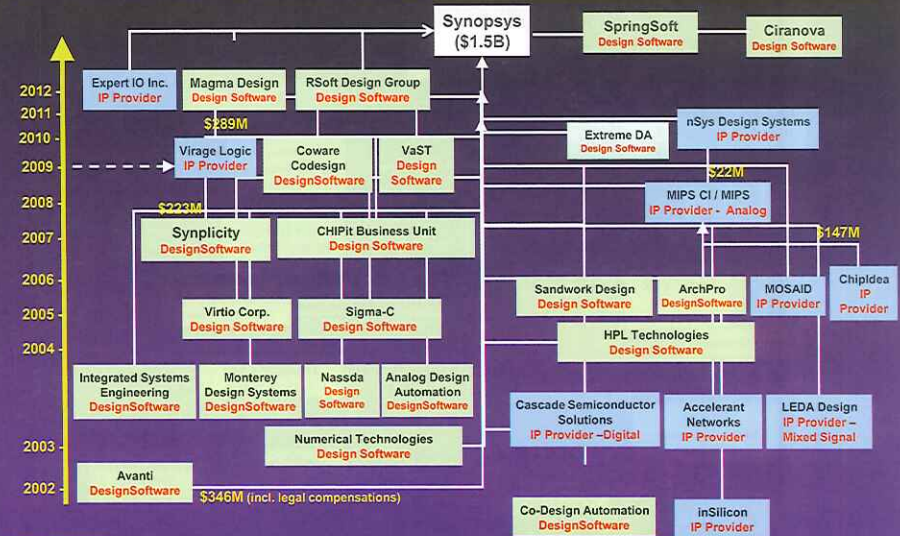 Synopsys
($1.5B)
SpringSoft
Design Software
Ciranova
Design Software
2012
Expert IO Inc.
IP Provider
Magma Design
Design Software
RSoft Design Group
Design Software
2011
$289M
nSys Design Systems
IP Provider
2010
Virage Logic
IP Provider
Coware
Codesign
DesignSoftware
VaST
Design
Software
Extreme DA
Design Software
2009
$22M
2008
$223M
MIPS CI / MIPS
IP Provider - Analog
2007
Synplicity
DesignSoftware
CHIPit Business Unit
Design Software
$147M
2006
Sandwork Design
Design Software
ArchPro
DesignSoftware
MOSAID
IP Provider
ChipIdea
IP
Provider
2005
Virtio Corp.
Design Software
Sigma-C
Design Software
2004
HPL Technologies
Design Software
Integrated Systems
Engineering
DesignSoftware
Monterey
Design Systems
DesignSoftware
Nassda
Design
Software
Analog Design
Automation
DesignSoftware
Cascade Semiconductor
Solutions
IP Provider –Digital
Accelerant
Networks
IP Provider
LEDA Design
IP Provider –
Mixed Signal
2003
Numerical Technologies
Design Software
2002
Avanti
DesignSoftware
$346M (incl. legal compensations)
Co-Design Automation
DesignSoftware
inSilicon
IP Provider